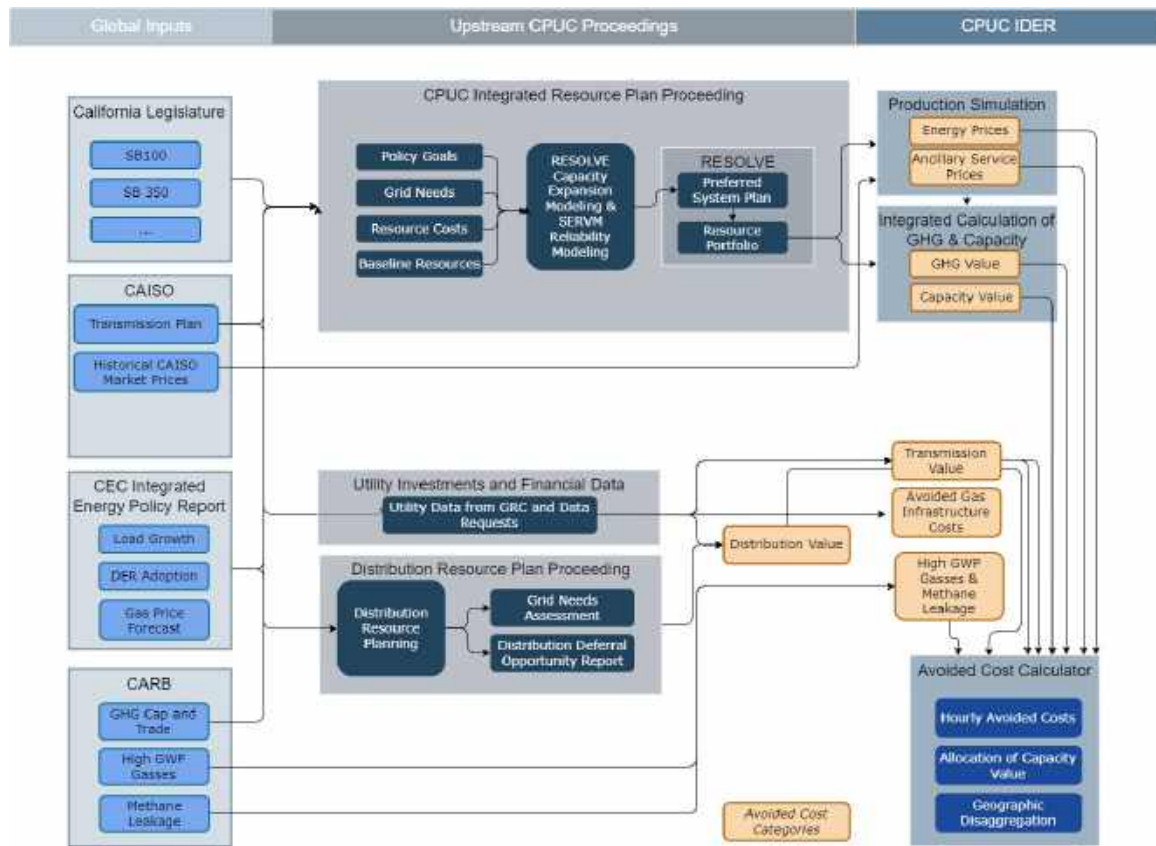 Global Inputs
Upstream CPUC Proceedings
CPUC IDER
California Legislature
SB100
SB 350
...
CAISO
Transmission Plan
Historical CAISO
Market Prices
CEC Integrated
Energy Policy Report
Load Growth
DER Adoption
Gas Price
Forecast
CARB
GHG Cap and
Trade
High GWP
Gasses
Methane
Leakage
CPUC Integrated Resource Plan Proceeding
Policy Goals
Grid Needs
Resource Costs
Baseline Resources
RESOLVE
Capacity
Expansion
Modeling &
SERVM
Reliability
Modeling
RESOLVE
Preferred
System Plan
Resource
Portfolio
Utility Investments and Financial Data
Utility Data from GRC and Data
Requests
Distribution Resource Plan Proceeding
Distribution
Resource
Planning
Grid Needs
Assessment
Distribution Deferral
Opportunity Report
Production Simulation
Energy Prices
Ancillary Service
Prices
Integrated Calculation of
GHG & Capacity
GHG Value
Capacity Value
Transmission
Value
Avoided Gas
Infrastructure
Costs
Distribution Value
High GWP
Gasses &
Methane
Leakage
Avoided Cost Calculator
Hourly Avoided Costs
Allocation of Capacity
Value
Geographic
Disaggregation
Avoided Cost
Categories